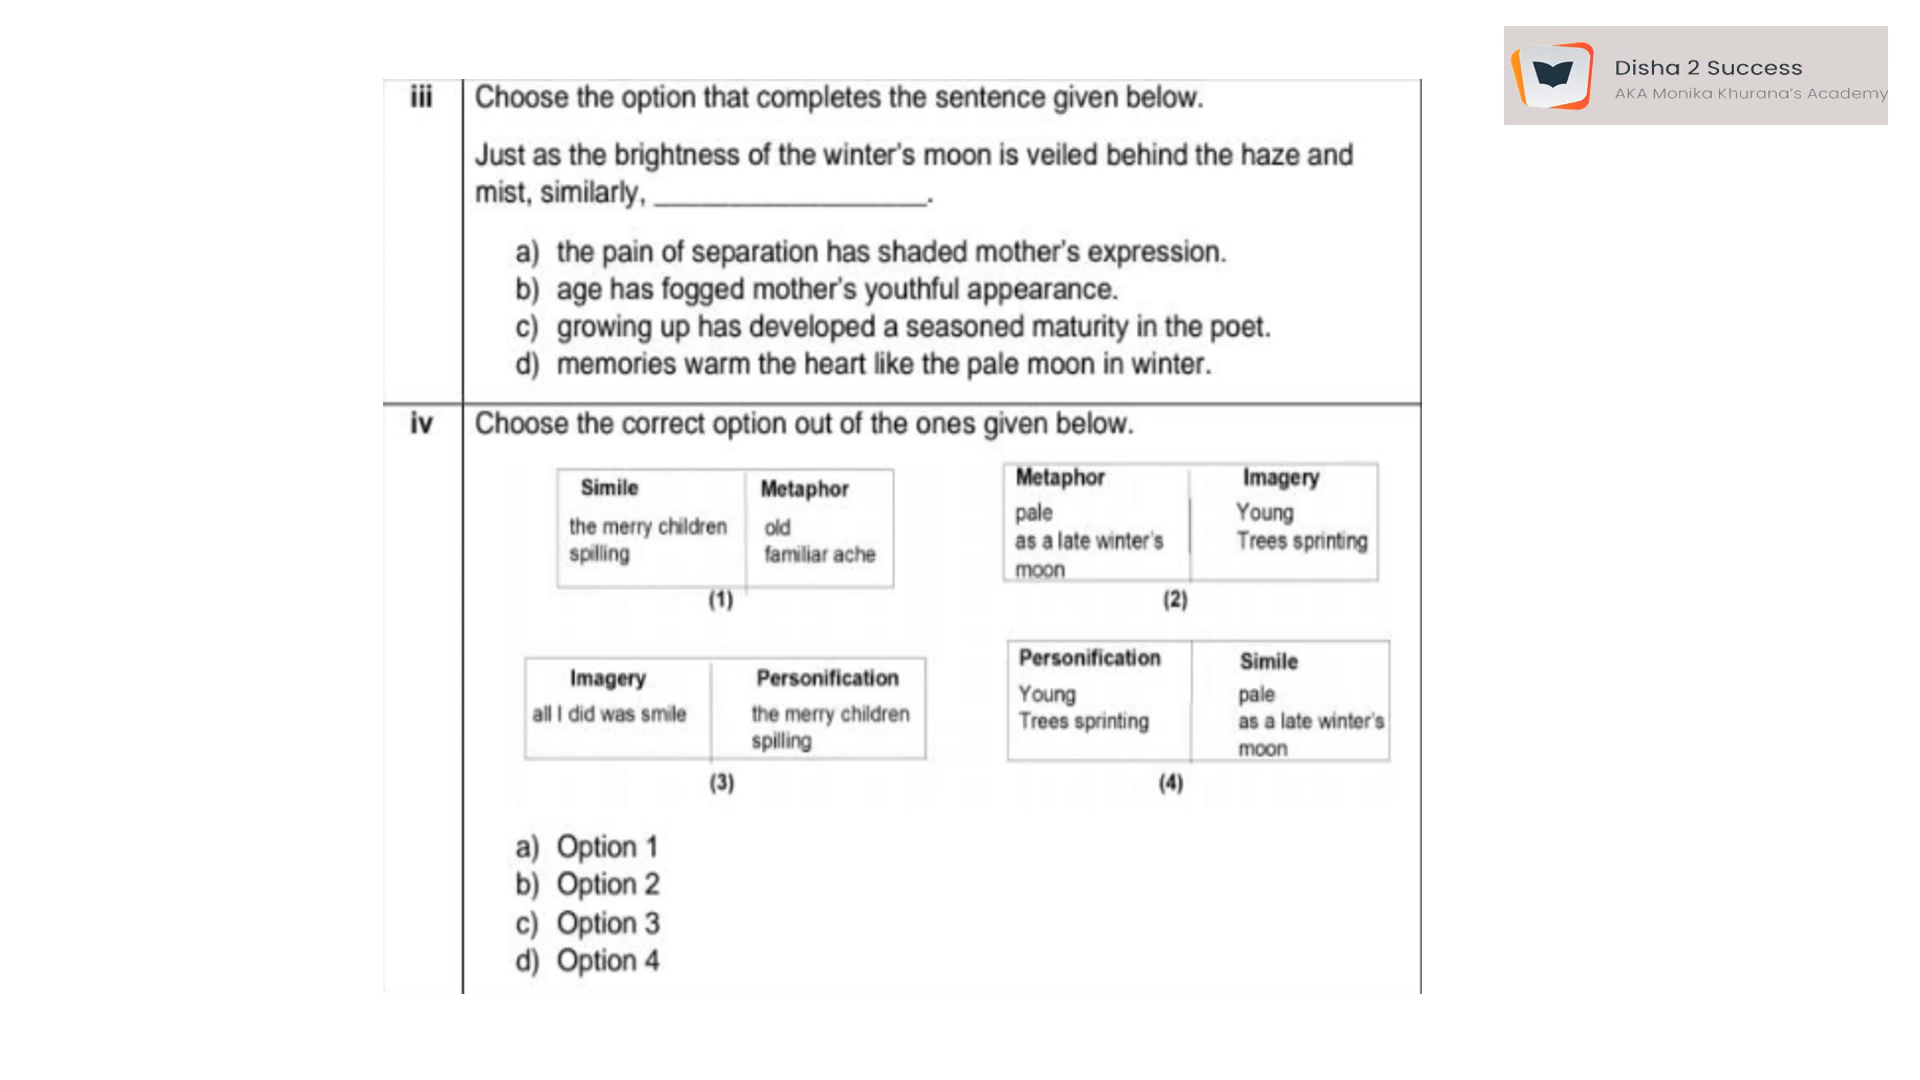 Disha 2 Success
AKA Monika Khurana's Academy
iii Choose the option that completes the sentence given below.
Just as the brightness of the winter's moon is veiled behind the haze and
mist, similarly, ____________________.
a) the pain of separation has shaded mother's expression.
b) age has fogged mother's youthful appearance.
c) growing up has developed a seasoned maturity in the poet.
d) memories warm the heart like the pale moon in winter.
iv Choose the correct option out of the ones given below.
Simile Metaphor
the merry children old
spilling familiar ache
(1)
Metaphor Imagery
pale Young
as a late winter's Trees sprinting
moon
(2)
Imagery Personification
all I did was smile the merry children
spilling
(3)
Personification Simile
Young pale
Trees sprinting as a late winter's
moon
(4)
a) Option 1
b) Option 2
c) Option 3
d) Option 4